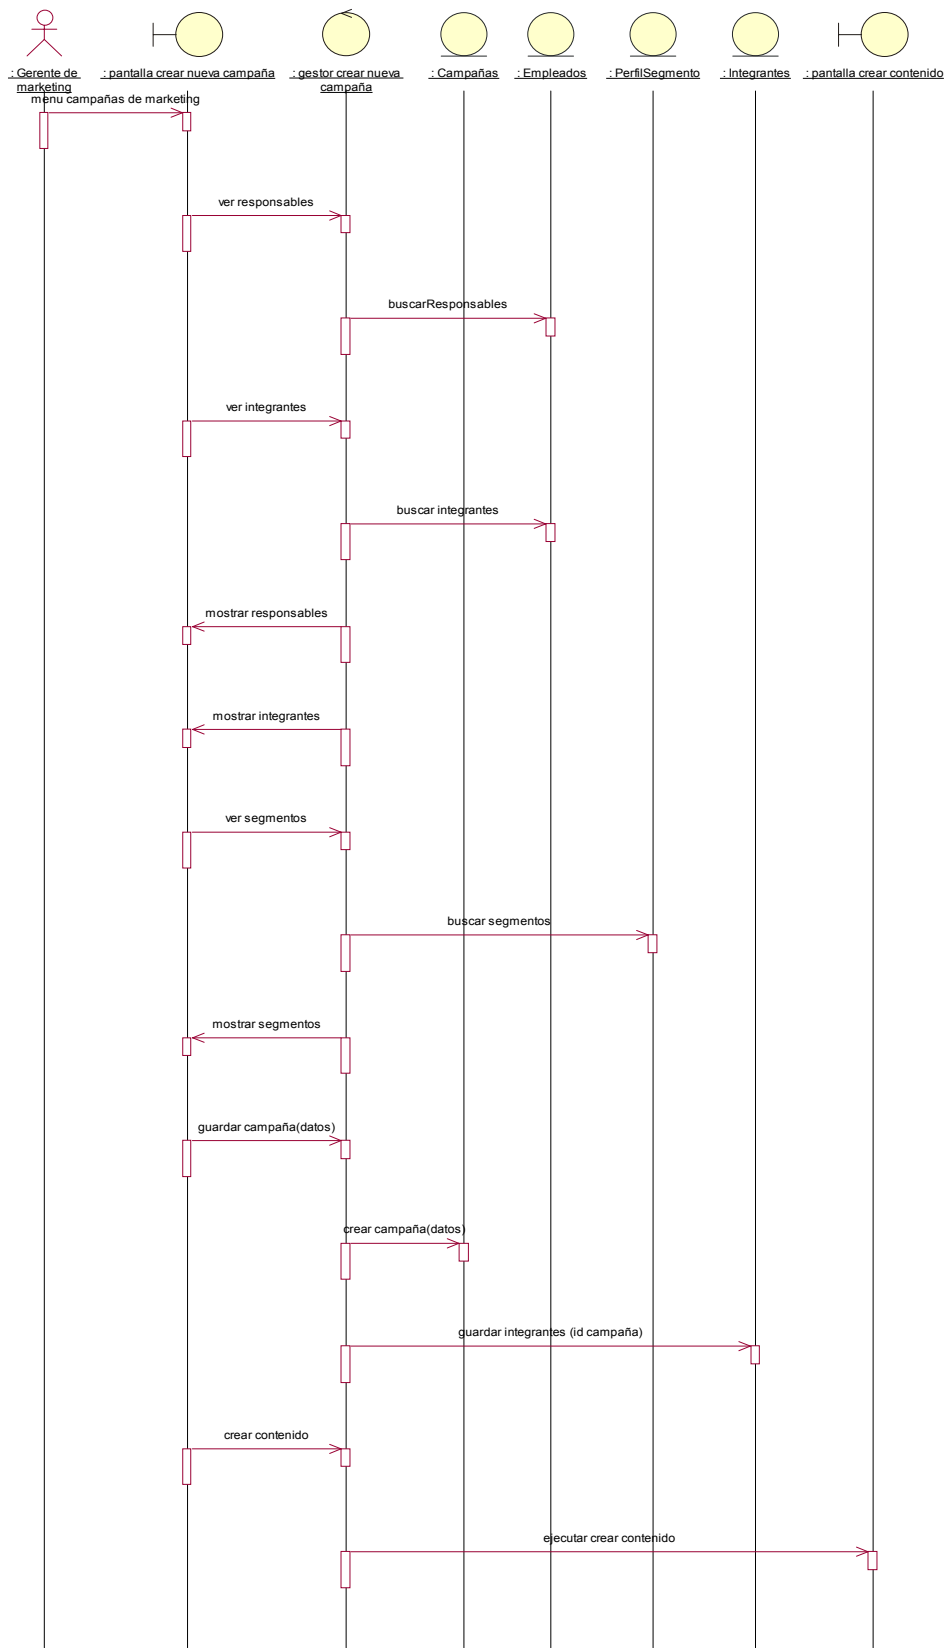 : Gerente de
marketing
: pantalla crear nueva campaña
: gestor crear nueva
campaña
: Campañas
: Empleados
: PerfilSegmento
: Integrantes
: pantalla crear contenido
menu campañas de marketing
ver responsables
buscarResponsables
ver integrantes
buscar integrantes
mostrar responsables
mostrar integrantes
ver segmentos
buscar segmentos
mostrar segmentos
guardar campaña(datos)
crear campaña(datos)
guardar integrantes (id campaña)
crear contenido
ejecutar crear contenido